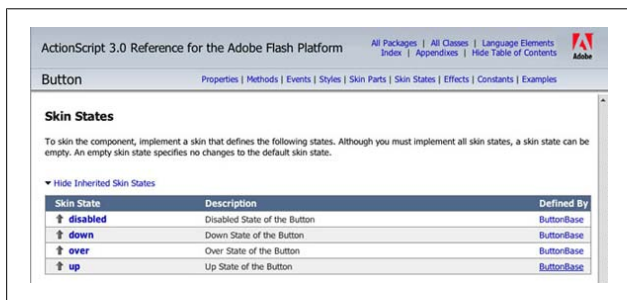 ActionScript 3.0 Reference for the Adobe Flash Platform
All Packages | All Classes | Language Elements
Index | Appendixes | Hide Table of Contents
Adobe
Button
Properties | Methods | Events | Styles | Skin Parts | Skin States | Effects | Constants | Examples
Skin States
To skin the component, implement a skin that defines the following states. Although you must implement all skin states, a skin state can be
empty. An empty skin state specifies no changes to the default skin state.
Hide Inherited Skin States
Skin State Description Defined By
disabled Disabled State of the Button ButtonBase
down Down State of the Button ButtonBase
over Over State of the Button ButtonBase
up Up State of the Button ButtonBase